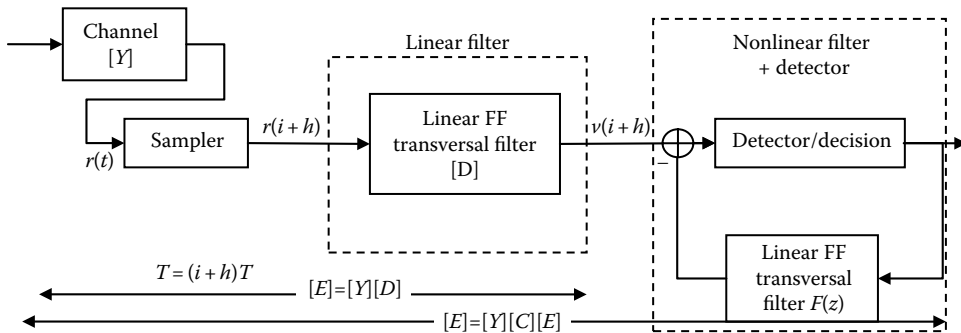 Channel
[Y]
r(t)
Sampler
r(i+h)
Linear filter
Linear FF
transversal filter
[D]
v(i+h)
Nonlinear filter
+ detector
–
Detector/decision
Linear FF
transversal
filter F(z)
T=(i+h)T
[E]=[Y][D]
[E]=[Y][C][E]